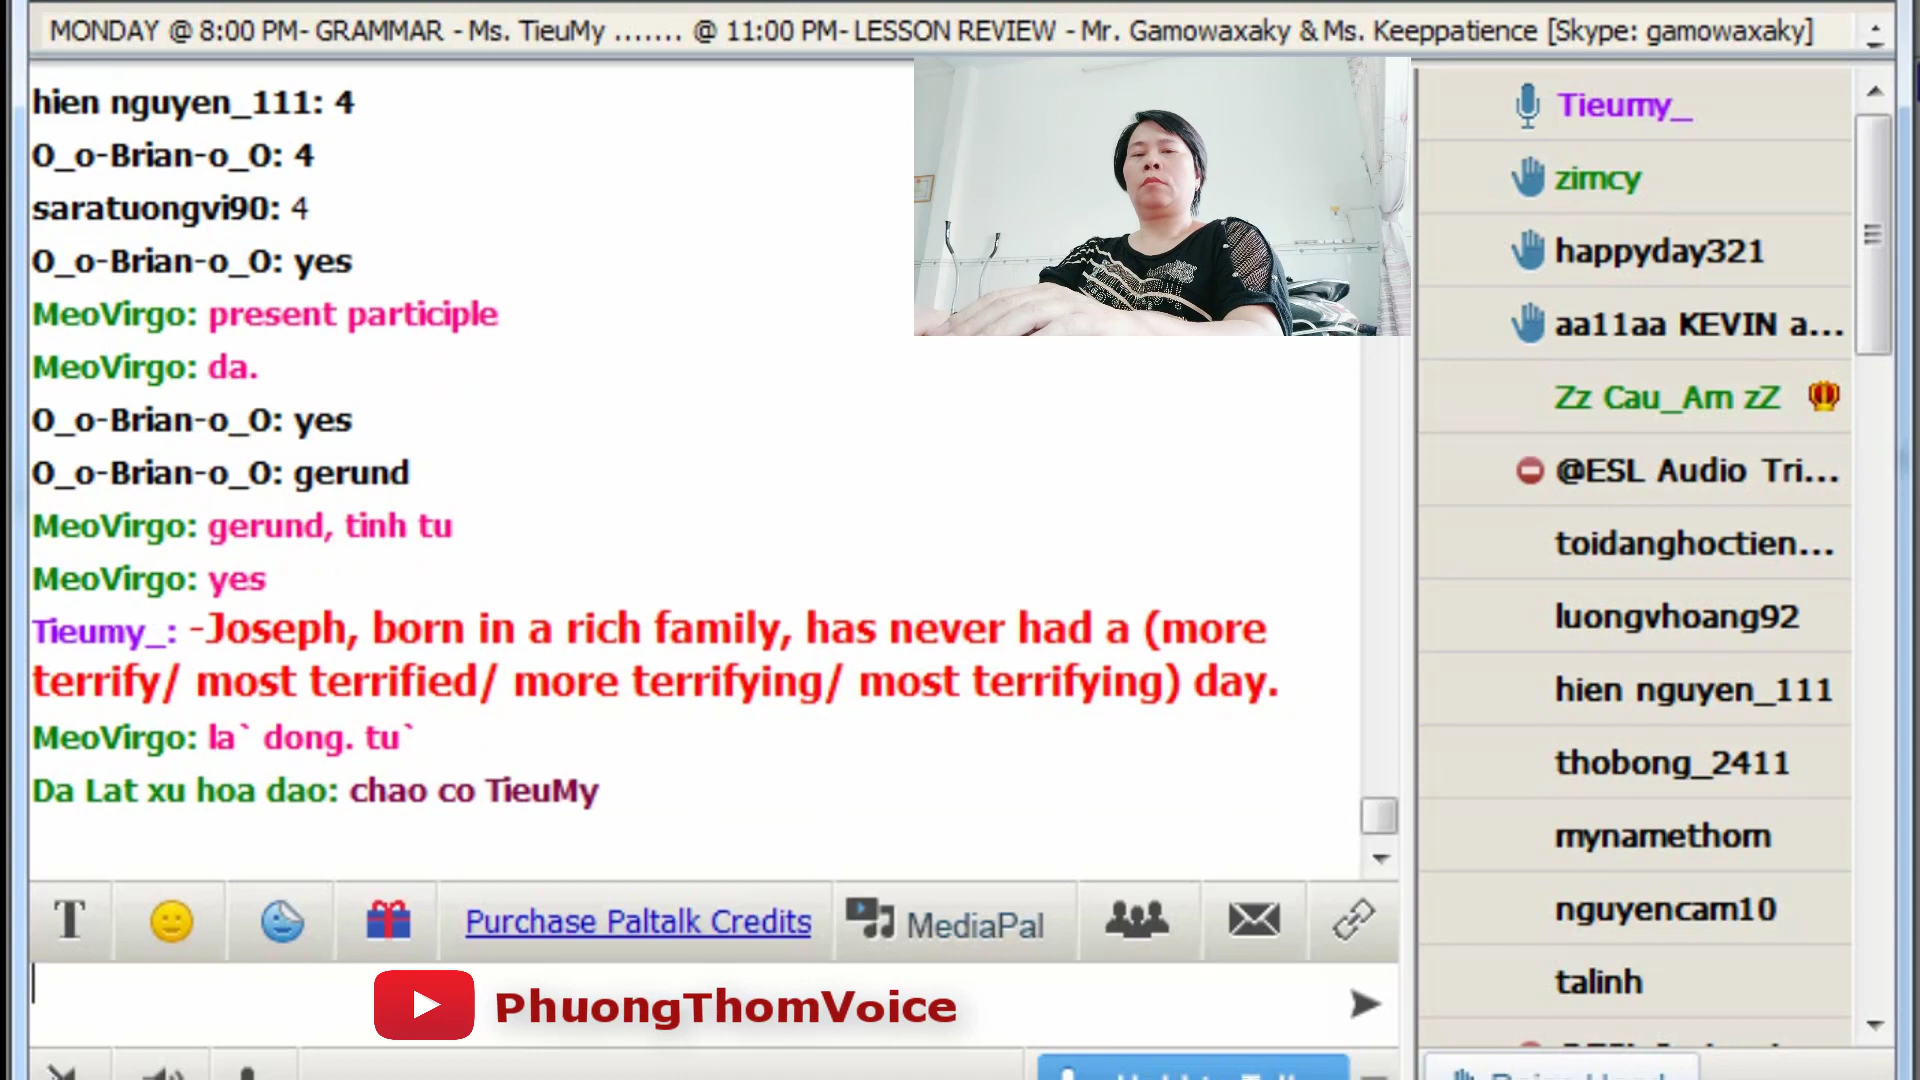 MONDAY @ 8:00 PM- GRAMMAR - Ms. TieuMy ....... @ 11:00 PM- LESSON REVIEW - Mr. Gamowaxaky & Ms. Keeppatience [Skype: gamowaxaky]
hien nguyen_111: 4
O_o-Brian-o_O: 4
saratuongvi90: 4
O_o-Brian-o_O: yes
MeoVirgo: present participle
MeoVirgo: da.
O_o-Brian-o_O: yes
O_o-Brian-o_O: gerund
MeoVirgo: gerund, tinh tu
MeoVirgo: yes
Tieumy_: -Joseph, born in a rich family, has never had a (more
terrify/ most terrified/ more terrifying/ most terrifying) day.
MeoVirgo: la` dong. tu`
Da Lat xu hoa dao: chao co TieuMy
Tieumy_
zimcy
happyday321
aa11aa KEVIN a...
Zz Cau_Am zZ
@ESL Audio Tri...
toidanghoctien...
luongvhoang92
hien nguyen_111
thobong_2411
mynamethom
nguyencam10
talinh
T
Purchase Paltalk Credits
MediaPal
PhuongThomVoice